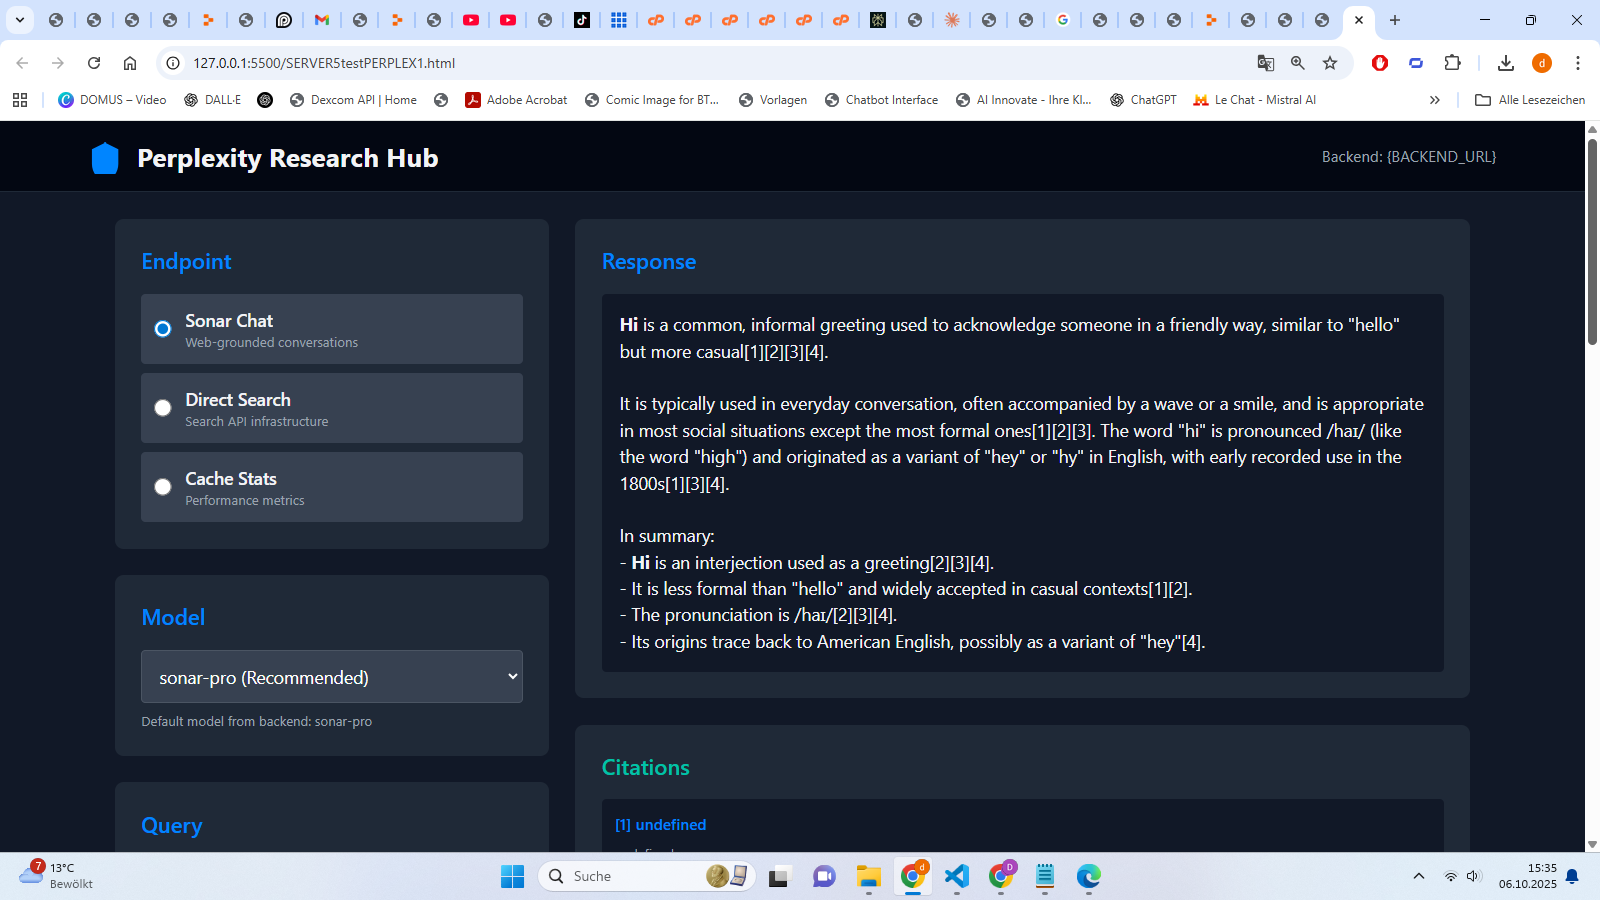 127.0.0.1:5500/SERVER5testPERPLEX1.html
DOMUS – Video
DALL·E
Dexcom API | Home
Adobe Acrobat
Comic Image for BT...
Vorlagen
Chatbot Interface
AI Innovate - Ihre KI...
ChatGPT
Le Chat - Mistral AI
Alle Lesezeichen
Perplexity Research Hub
Backend: {BACKEND_URL}
Endpoint
Sonar Chat
Web-grounded conversations
Direct Search
Search API infrastructure
Cache Stats
Performance metrics
Model
sonar-pro (Recommended)
Default model from backend: sonar-pro
Query
Response
Hi is a common, informal greeting used to acknowledge someone in a friendly way, similar to "hello"
but more casual[1][2][3][4].
It is typically used in everyday conversation, often accompanied by a wave or a smile, and is appropriate
in most social situations except the most formal ones[1][2][3]. The word "hi" is pronounced /haɪ/ (like
the word "high") and originated as a variant of "hey" or "hy" in English, with early recorded use in the
1800s[1][3][4].
In summary:
- Hi is an interjection used as a greeting[2][3][4].
- It is less formal than "hello" and widely accepted in casual contexts[1][2].
- The pronunciation is /haɪ/[2][3][4].
- Its origins trace back to American English, possibly as a variant of "hey"[4].
Citations
[1] undefined
7
13°C
Bewölkt
Suche
15:35
06.10.2025